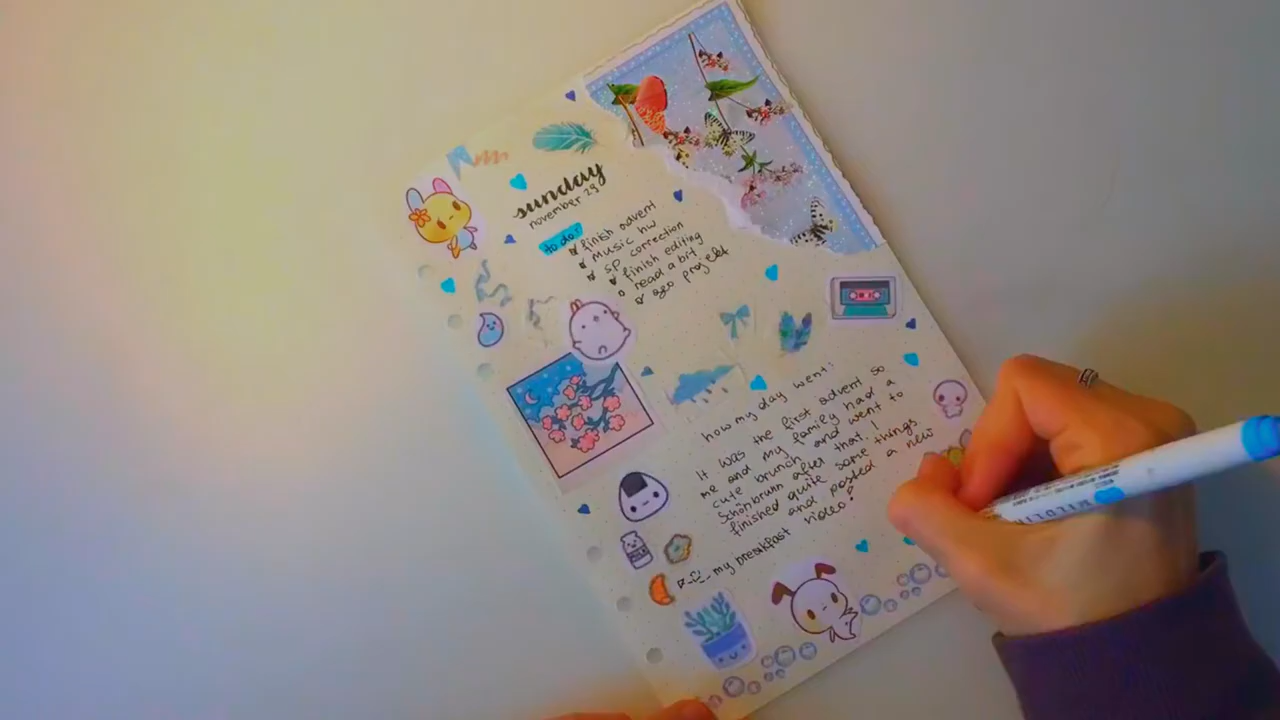 sunday
november 29
to do:
finish advent
music hw
sp correction
finish editing
read a bit
geo projekt
how my day went:
It was the first advent so
me and my family had a
cute brunch and went to
Schönbrunn after that. I
finished quite some things
and posted a new
video!
my breakfast
MILDLIN